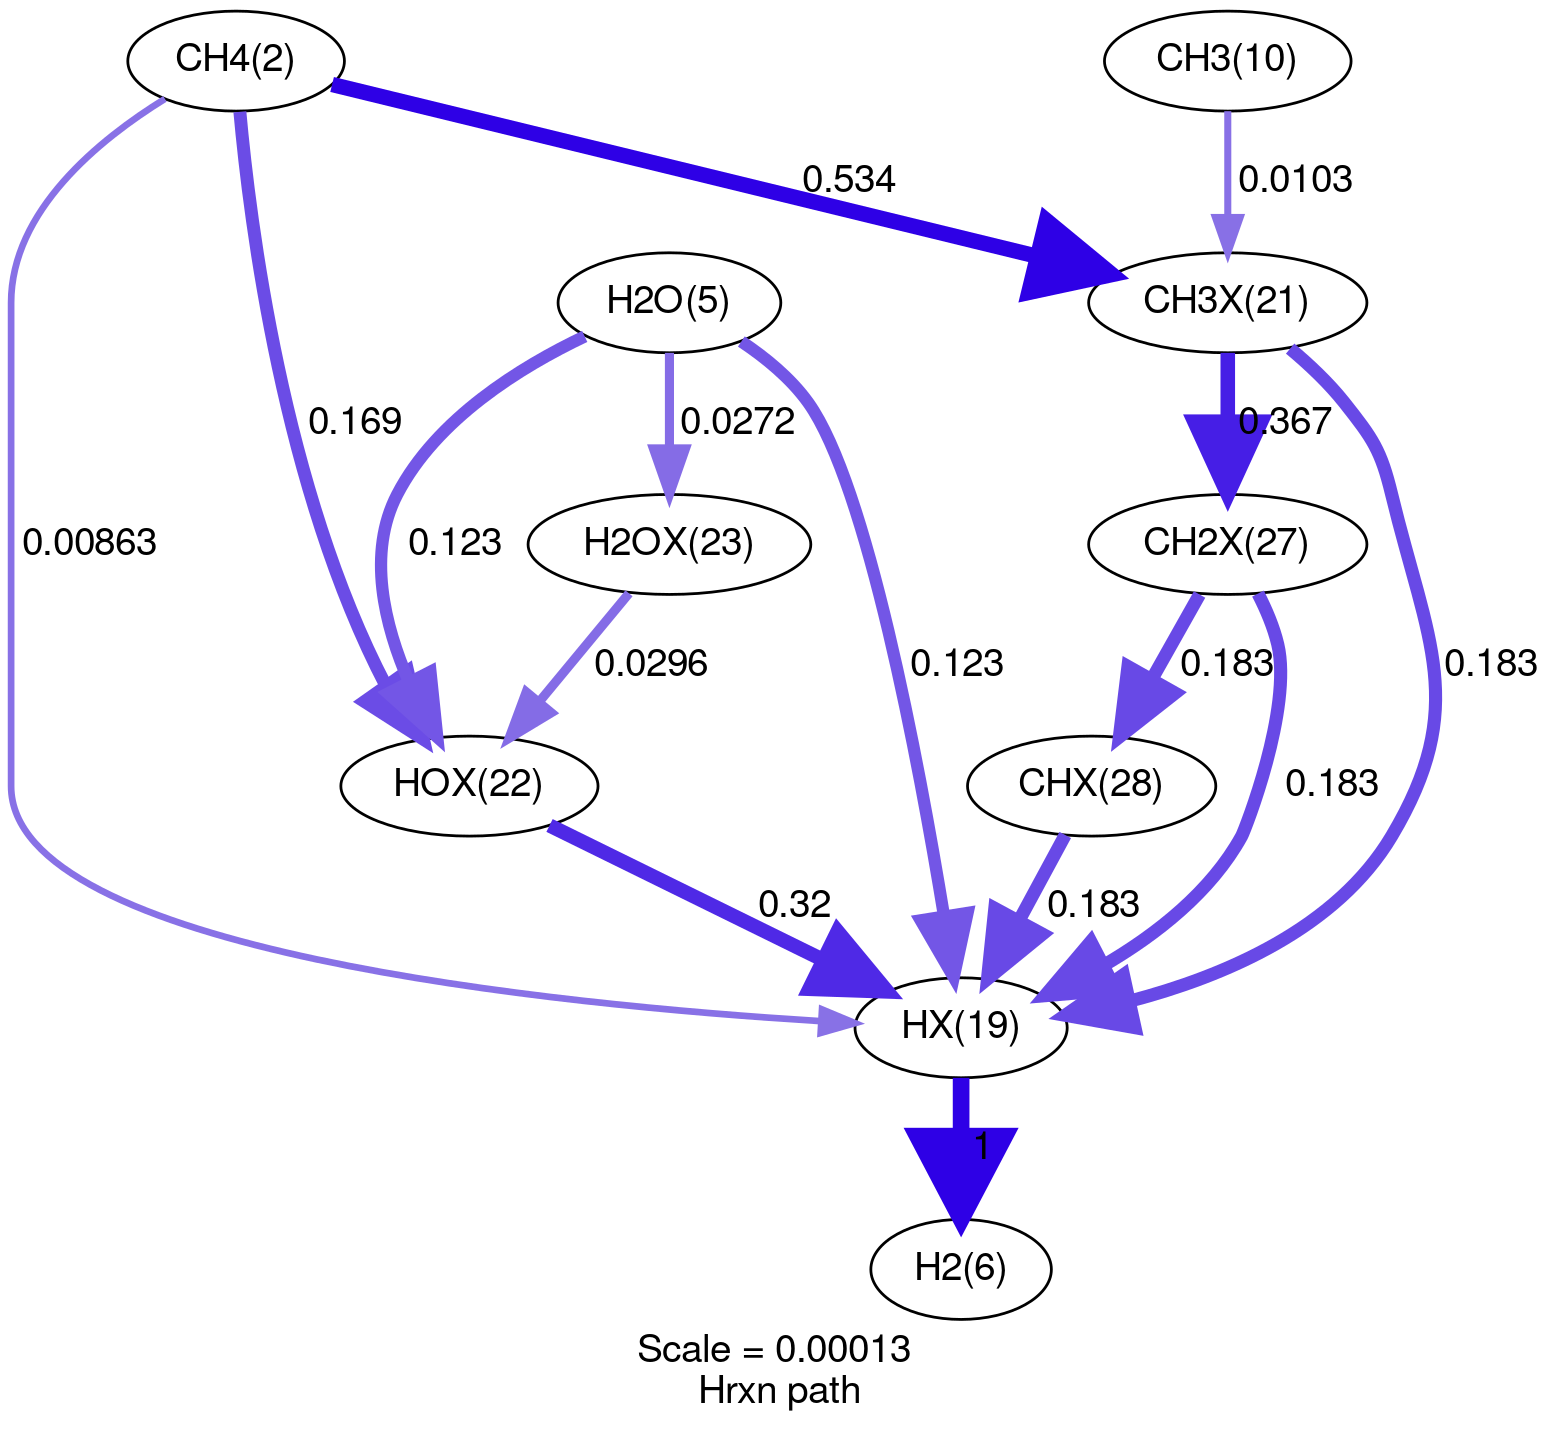 CH4(2)
CH3(10)
0.534
0.0103
H2O(5)
CH3X(21)
0.169
0.0272
0.367
0.00863
0.123
H2OX(23)
CH2X(27)
0.0296
0.123
0.183
0.183
HOX(22)
CHX(28)
0.183
0.32
0.183
HX(19)
1
H2(6)
Scale = 0.00013
Hrxn path